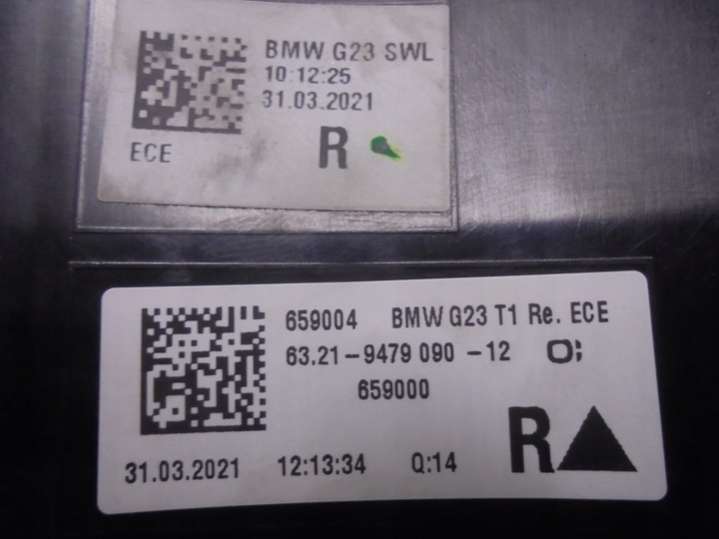 BMW G23 SWL
10:12:25
31.03.2021
ECE R
659004 BMW G23 T1 Re. ECE
63.21-9479 090 -12
659000
R
31.03.2021 12:13:34 Q:14